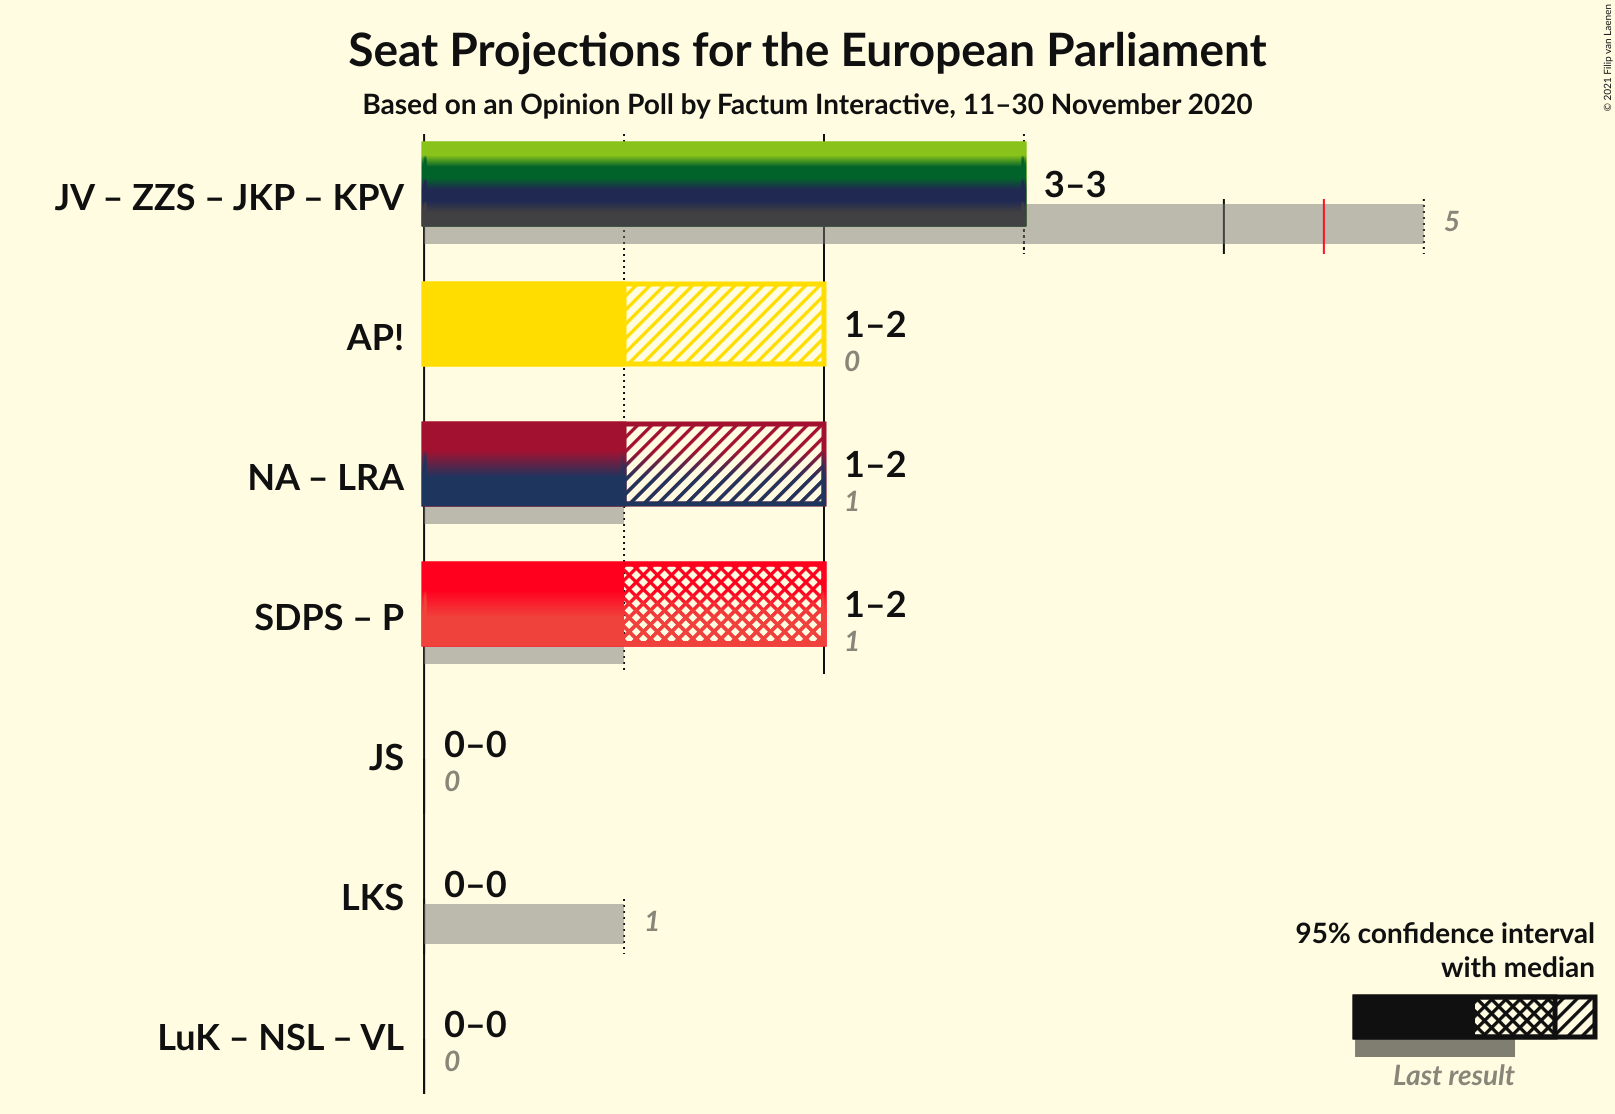 Seat Projections for the European Parliament
Based on an Opinion Poll by Factum Interactive, 11–30 November 2020
© 2021 Filip van Laenen
JV – ZZS – JKP – KPV
3–3
5
AP!
1–2
0
NA – LRA
1–2
1
SDPS – P
1–2
1
JS
0–0
0
LKS
0–0
1
LuK – NSL – VL
0–0
0
95% confidence interval
with median
Last result